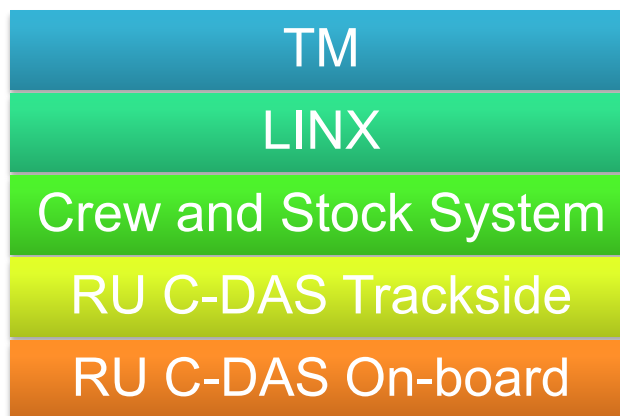 TM
LINX
Crew and Stock System
RU C-DAS Trackside
RU C-DAS On-board